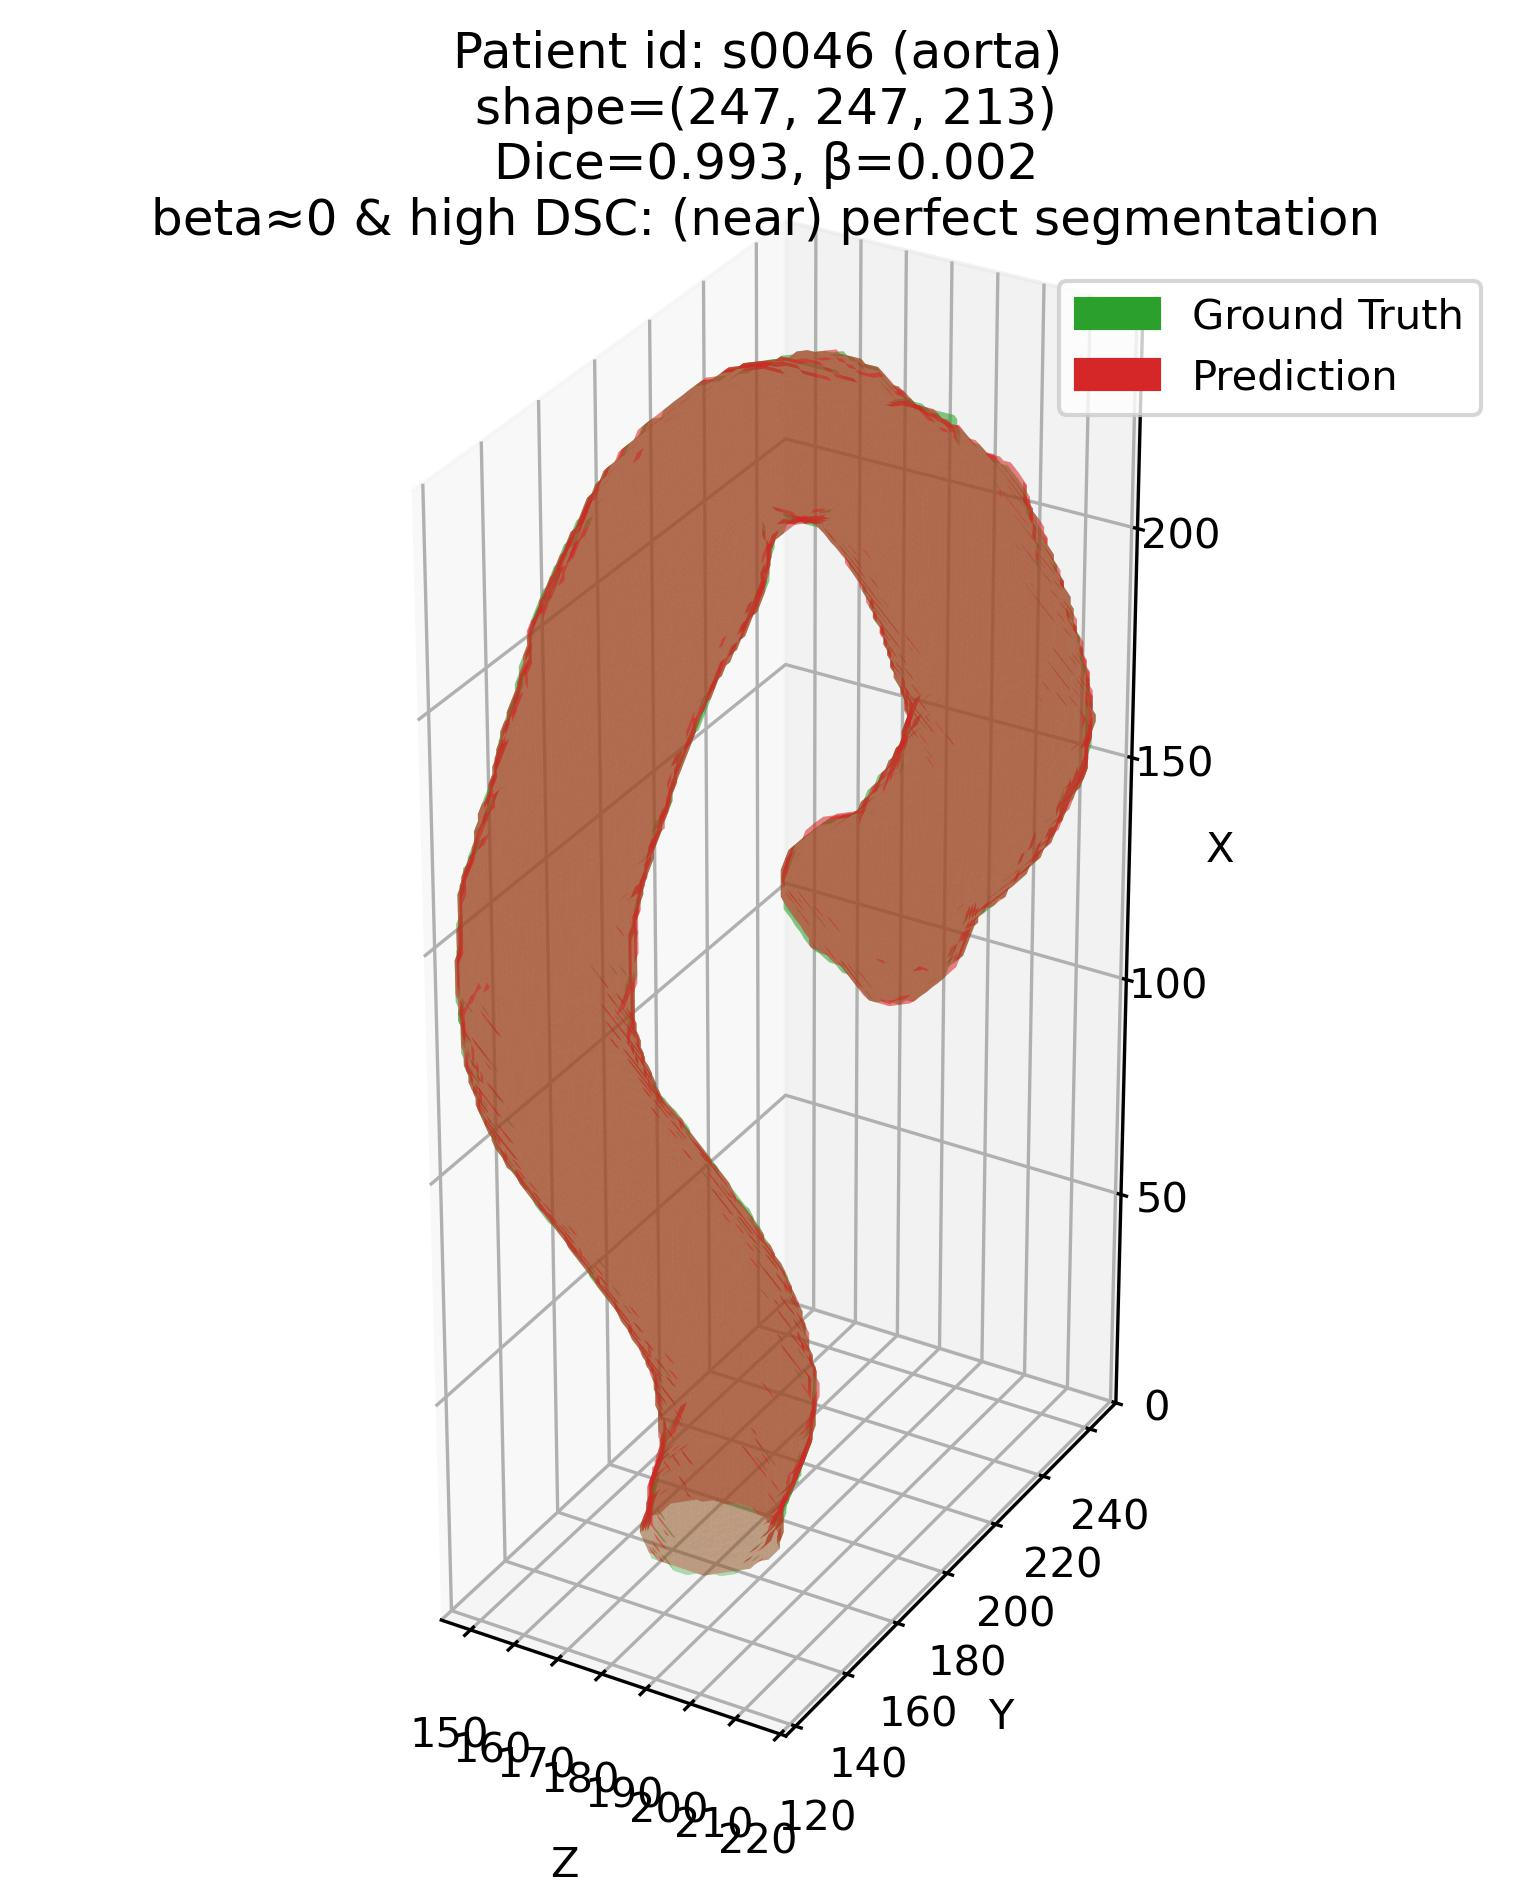 Patient id: s0046 (aorta)
shape=(247, 247, 213)
Dice=0.993, β=0.002
beta≈0 & high DSC: (near) perfect segmentation
Ground Truth
Prediction
200
150
X
100
50
0
240
220
200
180
160 Y
140
120
150
160
170
180
190
200
210
220
Z